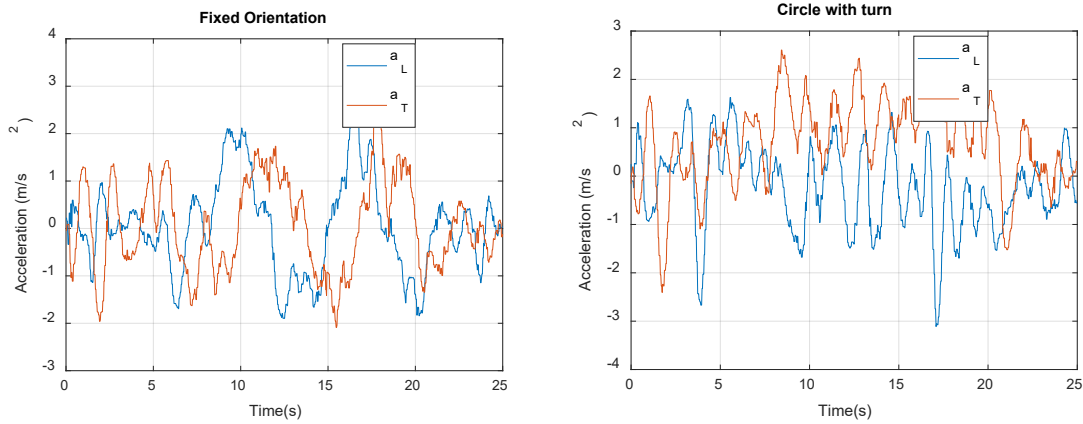 Fixed Orientation
4
3
2
1
0
-1
-2
-3
0 5 10 15 20 25
Time(s)
Acceleration (m/s 2 )
a L
a T
Circle with turn
3
2
1
0
-1
-2
-3
-4
0 5 10 15 20 25
Time(s)
Acceleration (m/s 2 )
a L
a T